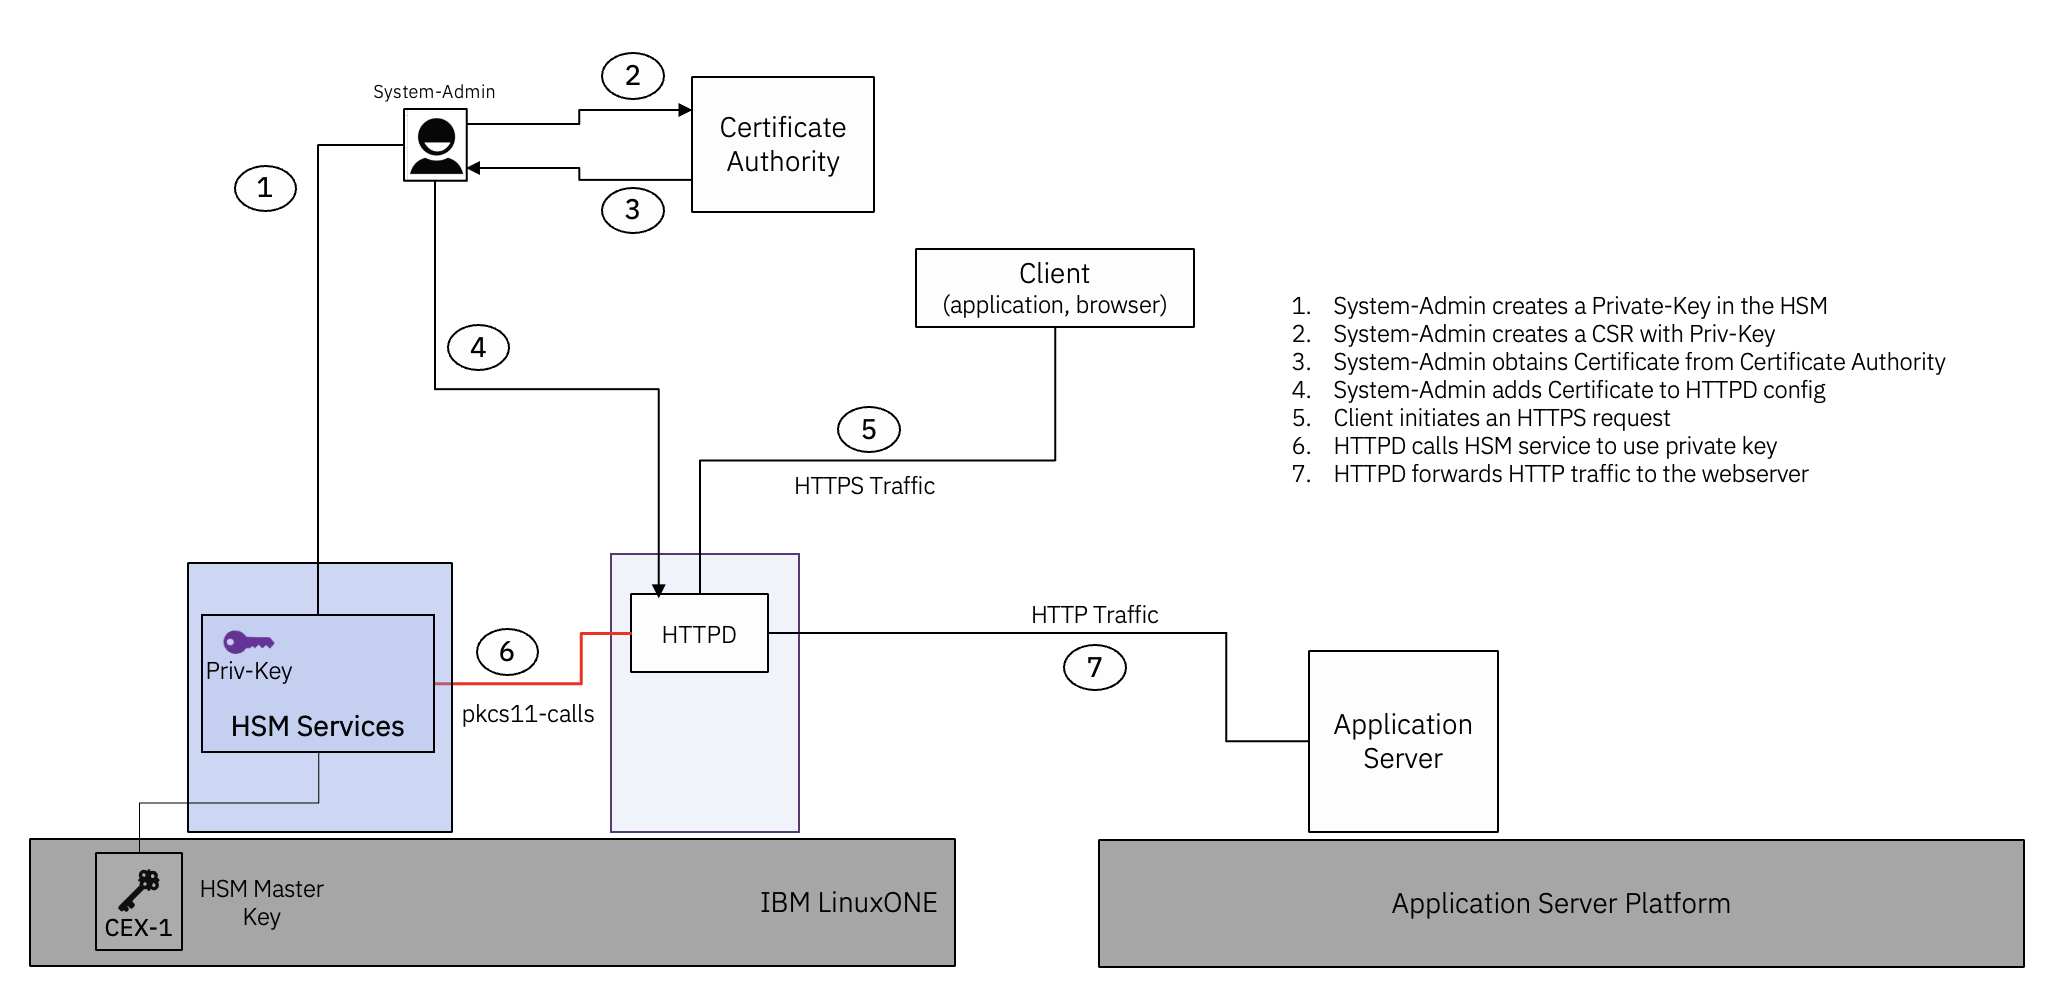 System-Admin
2
Certificate
Authority
1
3
Client
(application, browser)
4
1. System-Admin creates a Private-Key in the HSM
2. System-Admin creates a CSR with Priv-Key
3. System-Admin obtains Certificate from Certificate Authority
4. System-Admin adds Certificate to HTTPD config
5. Client initiates an HTTPS request
6. HTTPD calls HSM service to use private key
7. HTTPD forwards HTTP traffic to the webserver
5
HTTPS Traffic
Priv-Key
HSM Services
6
pkcs11-calls
HTTPD
HTTP Traffic
7
Application
Server
CEX-1
HSM Master
Key
IBM LinuxONE
Application Server Platform